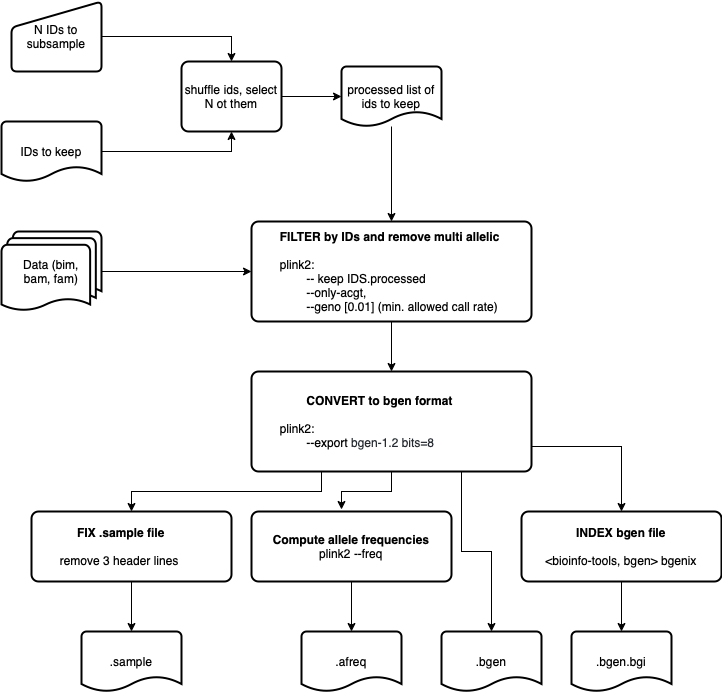 N IDs to
subsample
shuffle ids, select
N ot them
processed list of
ids to keep
IDs to keep
Data (bim,
bam, fam)
FILTER by IDs and remove multi allelic
plink2:
-- keep IDS.processed
--only-acgt,
--geno [0.01] (min. allowed call rate)
CONVERT to bgen format
plink2:
--export bgen-1.2 bits=8
FIX .sample file
remove 3 header lines
Compute allele frequencies
plink2 --freq
INDEX bgen file
<bioinfo-tools, bgen> bgenix
.sample
.afreq
.bgen
.bgen.bgi